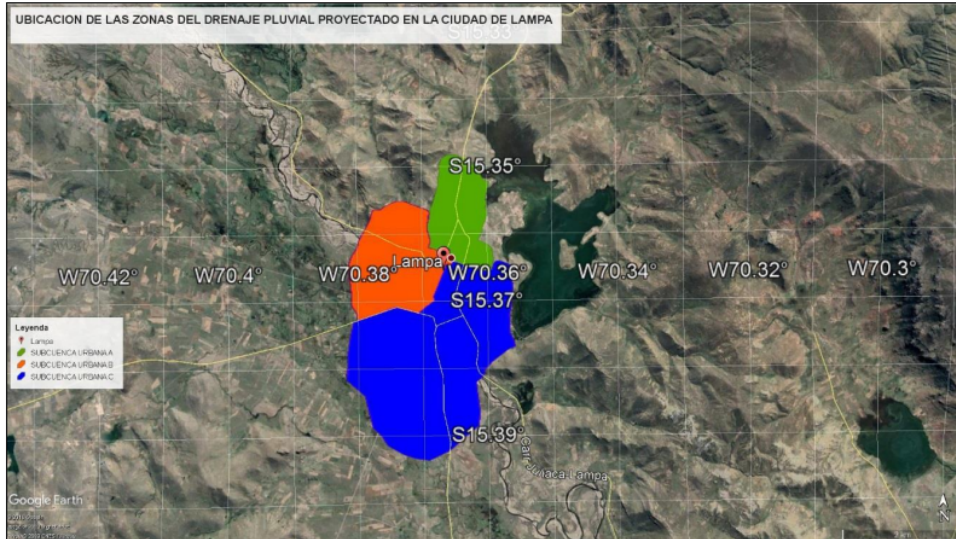 UBICACION DE LAS ZONAS DEL DRENAJE PLUVIAL PROYECTADO EN LA CIUDAD DE LAMPA
S15.33
S15.35°
Lampa
W70.42°
W70.4°
W70.38°
W70.36°
W70.34°
W70.32°
W70.3°
S15.37°
Leyenda
Lampa
SUBCUENCA URBANA A
SUBCUENCA URBANA B
SUBCUENCA URBANA C
S15.39°
Lampa
Google Earth
N